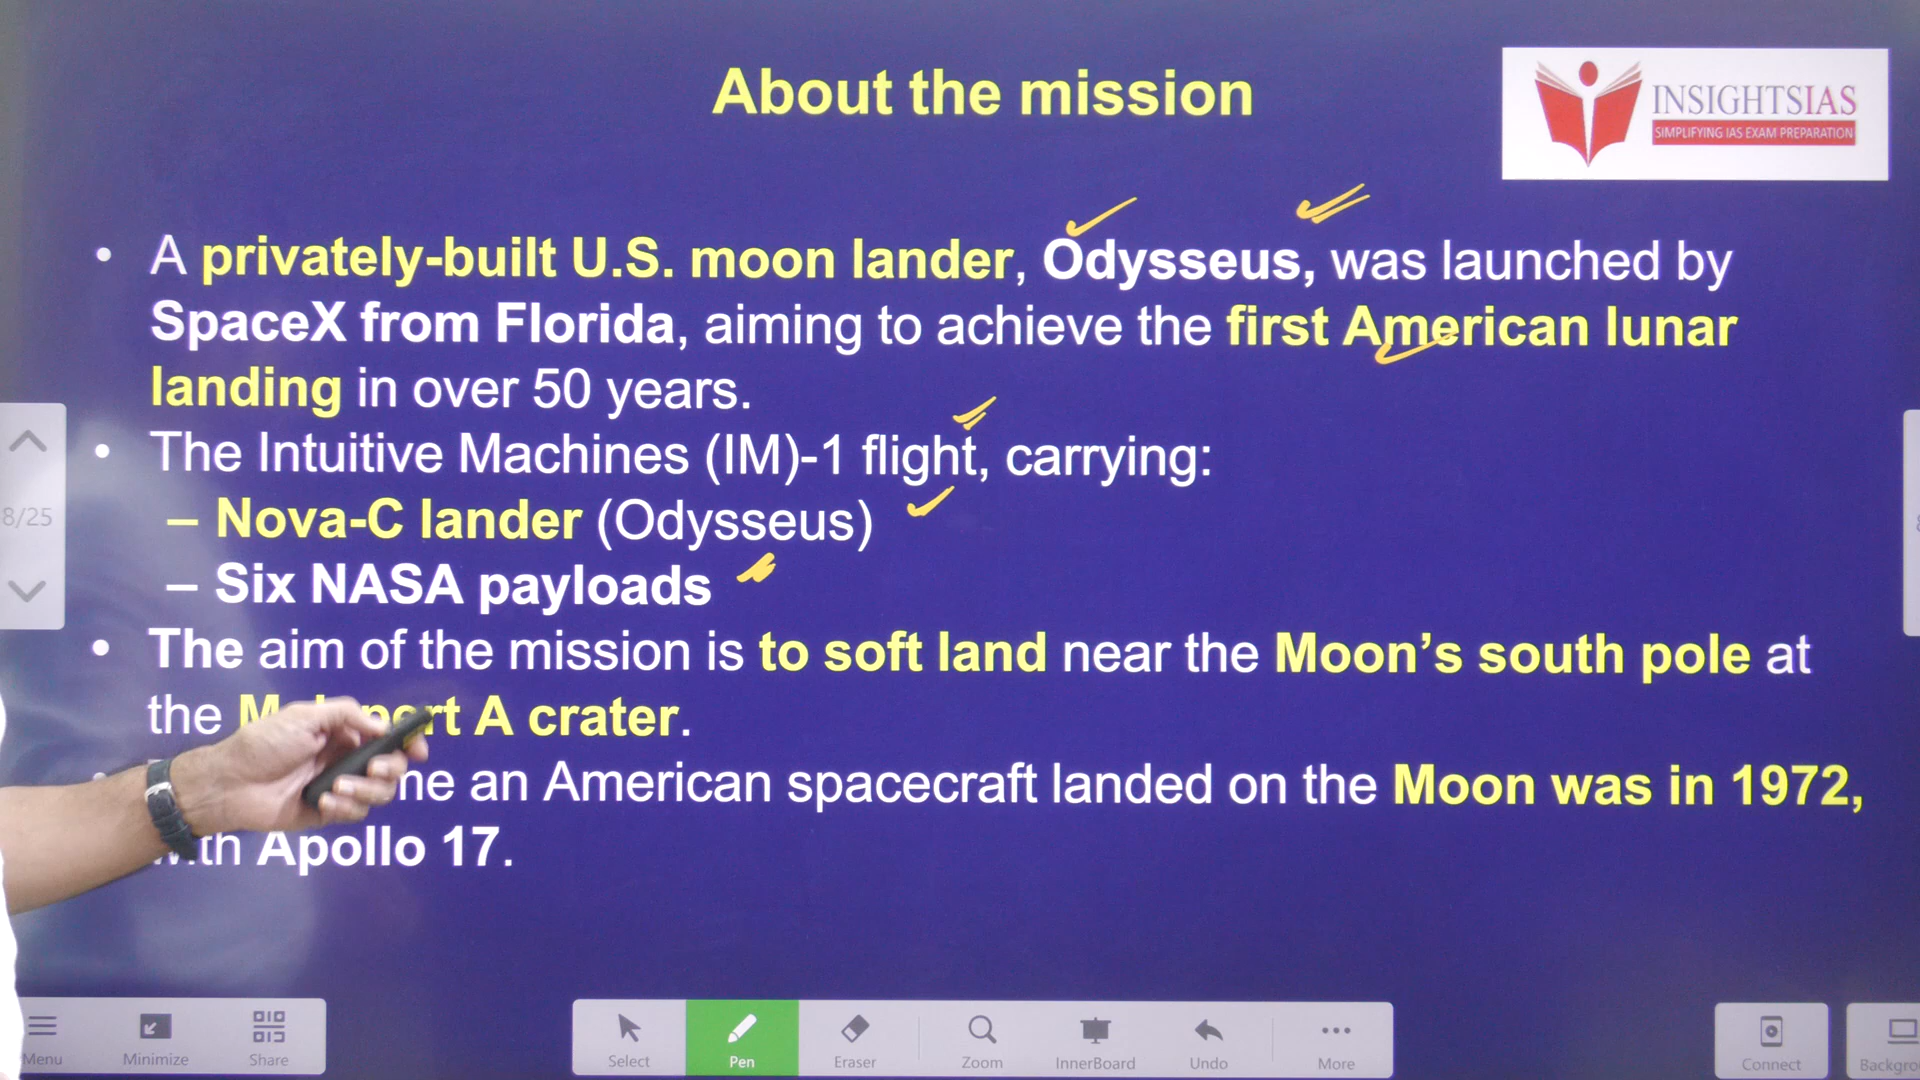 About the mission
INSIGHTSIAS
SIMPLIFYING IAS EXAM PREPARATION
• A privately-built U.S. moon lander, Odysseus, was launched by
SpaceX from Florida, aiming to achieve the first American lunar
landing in over 50 years.
• The Intuitive Machines (IM)-1 flight, carrying:
– Nova-C lander (Odysseus)
– Six NASA payloads
• The aim of the mission is to soft land near the Moon's south pole at
the A crater.
an American spacecraft landed on the Moon was in 1972,
with Apollo 17.
8/25
Menu Minimize Share Select Pen Eraser Zoom InnerBoard Undo More Connect